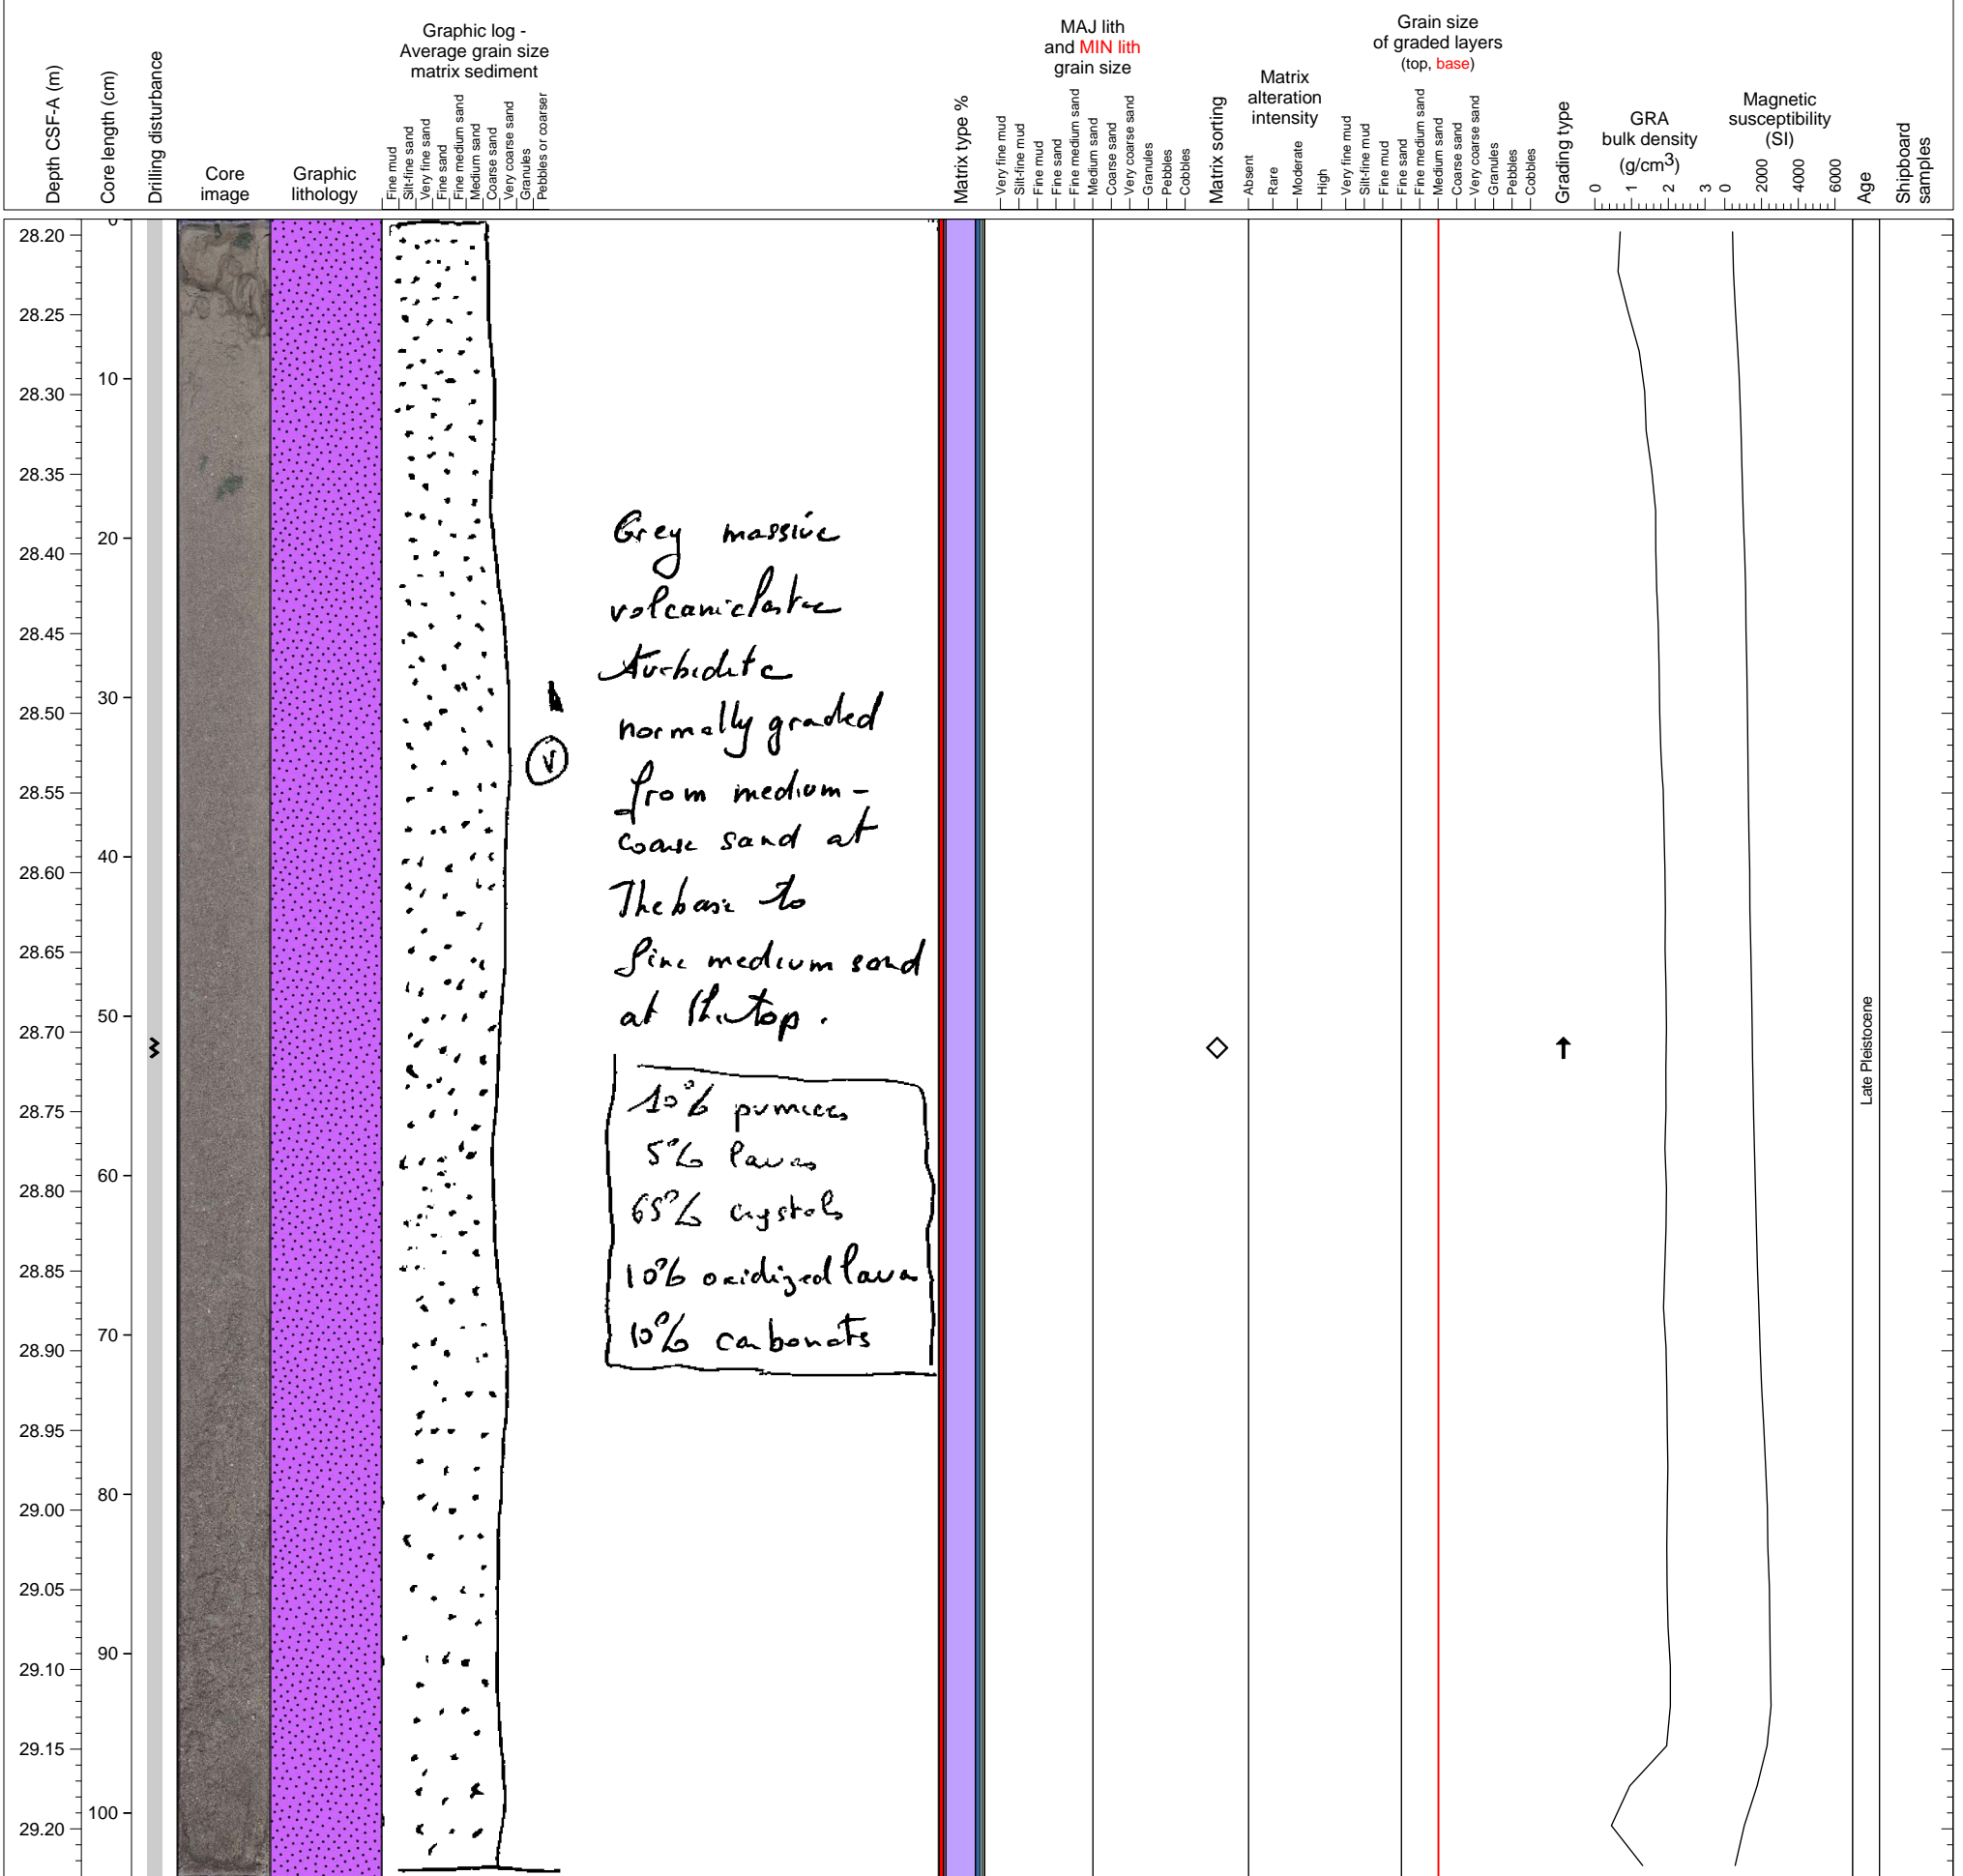 Depth CSF-A (m)
Core length (cm)
Drilling disturbance
Core
image
Graphic
lithology
Graphic log -
Average grain size
matrix sediment
Fine mud
Silt-fine sand
Very fine sand
Fine sand
Fine medium sand
Medium sand
Coarse sand
Very coarse sand
Granules
Pebbles or coarser
Matrix type %
MAJ lith
and MIN lith
grain size
Very fine mud
Silt-fine mud
Fine mud
Fine sand
Fine medium sand
Medium sand
Coarse sand
Very coarse sand
Granules
Pebbles
Cobbles
Matrix sorting
Matrix
alteration
intensity
Absent
Rare
Moderate
High
Grain size
of graded layers
(top, base)
Very fine mud
Silt-fine mud
Fine mud
Fine sand
Fine medium sand
Medium sand
Coarse sand
Very coarse sand
Granules
Pebbles
Cobbles
Grading type
GRA
bulk density
(g/cm3)
0 1 2 3
Magnetic
susceptibility
(SI)
0 2000 4000 6000
Age
Shipboard
samples
28.20
28.25
28.30
28.35
28.40
28.45
28.50
28.55
28.60
28.65
28.70
28.75
28.80
28.85
28.90
28.95
29.00
29.05
29.10
29.15
29.20
0
10
20
30
40
50
60
70
80
90
100
V
Grey massive
volcaniclastic
turbidite
normally graded
from medium-
coarse sand at
The base to
fine medium sand
at the top.
10% pumices
5% lavas
65% crystals
10% oxidized lava
10% carbonats
Late Pleistocene